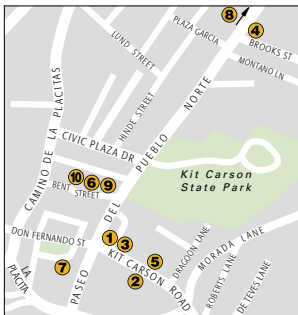 8
4
PLAZA GARCIA
BROOKS ST
LUND STREET
MONTANO LN
HINDE STREET
CAMINO DE LA PLACITAS
CIVIC PLAZA DR
PASEO DEL PUEBLO NORTE
10 6 9
BENT STREET
Kit Carson
State Park
DON FERNANDO ST
1
3
5
7
2
KIT CARSON ROAD
DRAGOON LANE
MORADA LANE
ROBERTS LANE
DE TEVES LANE
LA PLACITA